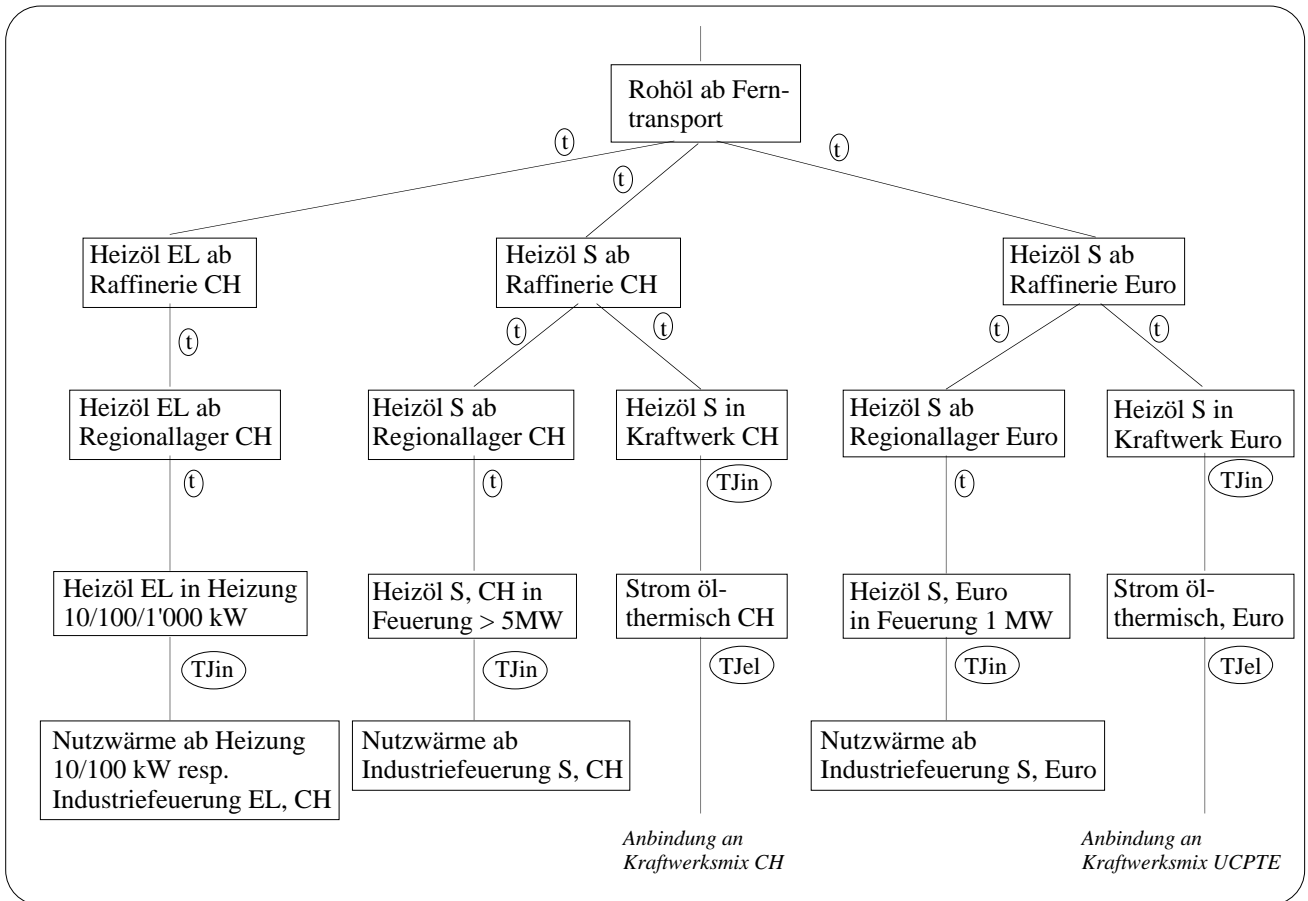 Rohöl ab Fern-
transport
t
t
t
Heizöl EL ab
Raffinerie CH
Heizöl S ab
Raffinerie CH
Heizöl S ab
Raffinerie Euro
t
t
t
t
t
Heizöl EL ab
Regionallager CH
Heizöl S ab
Regionallager CH
Heizöl S in
Kraftwerk CH
Heizöl S ab
Regionallager Euro
Heizöl S in
Kraftwerk Euro
t
t
TJin
t
TJin
Heizöl EL in Heizung
10/100/1'000 kW
Heizöl S, CH in
Feuerung > 5MW
Strom öl-
thermisch CH
Heizöl S, Euro
in Feuerung 1 MW
Strom öl-
thermisch, Euro
TJin
TJin
TJel
TJin
TJel
Nutzwärme ab Heizung
10/100 kW resp.
Industriefeuerung EL, CH
Nutzwärme ab
Industriefeuerung S, CH
Nutzwärme ab
Industriefeuerung S, Euro
Anbindung an
Kraftwerksmix CH
Anbindung an
Kraftwerksmix UCPTE